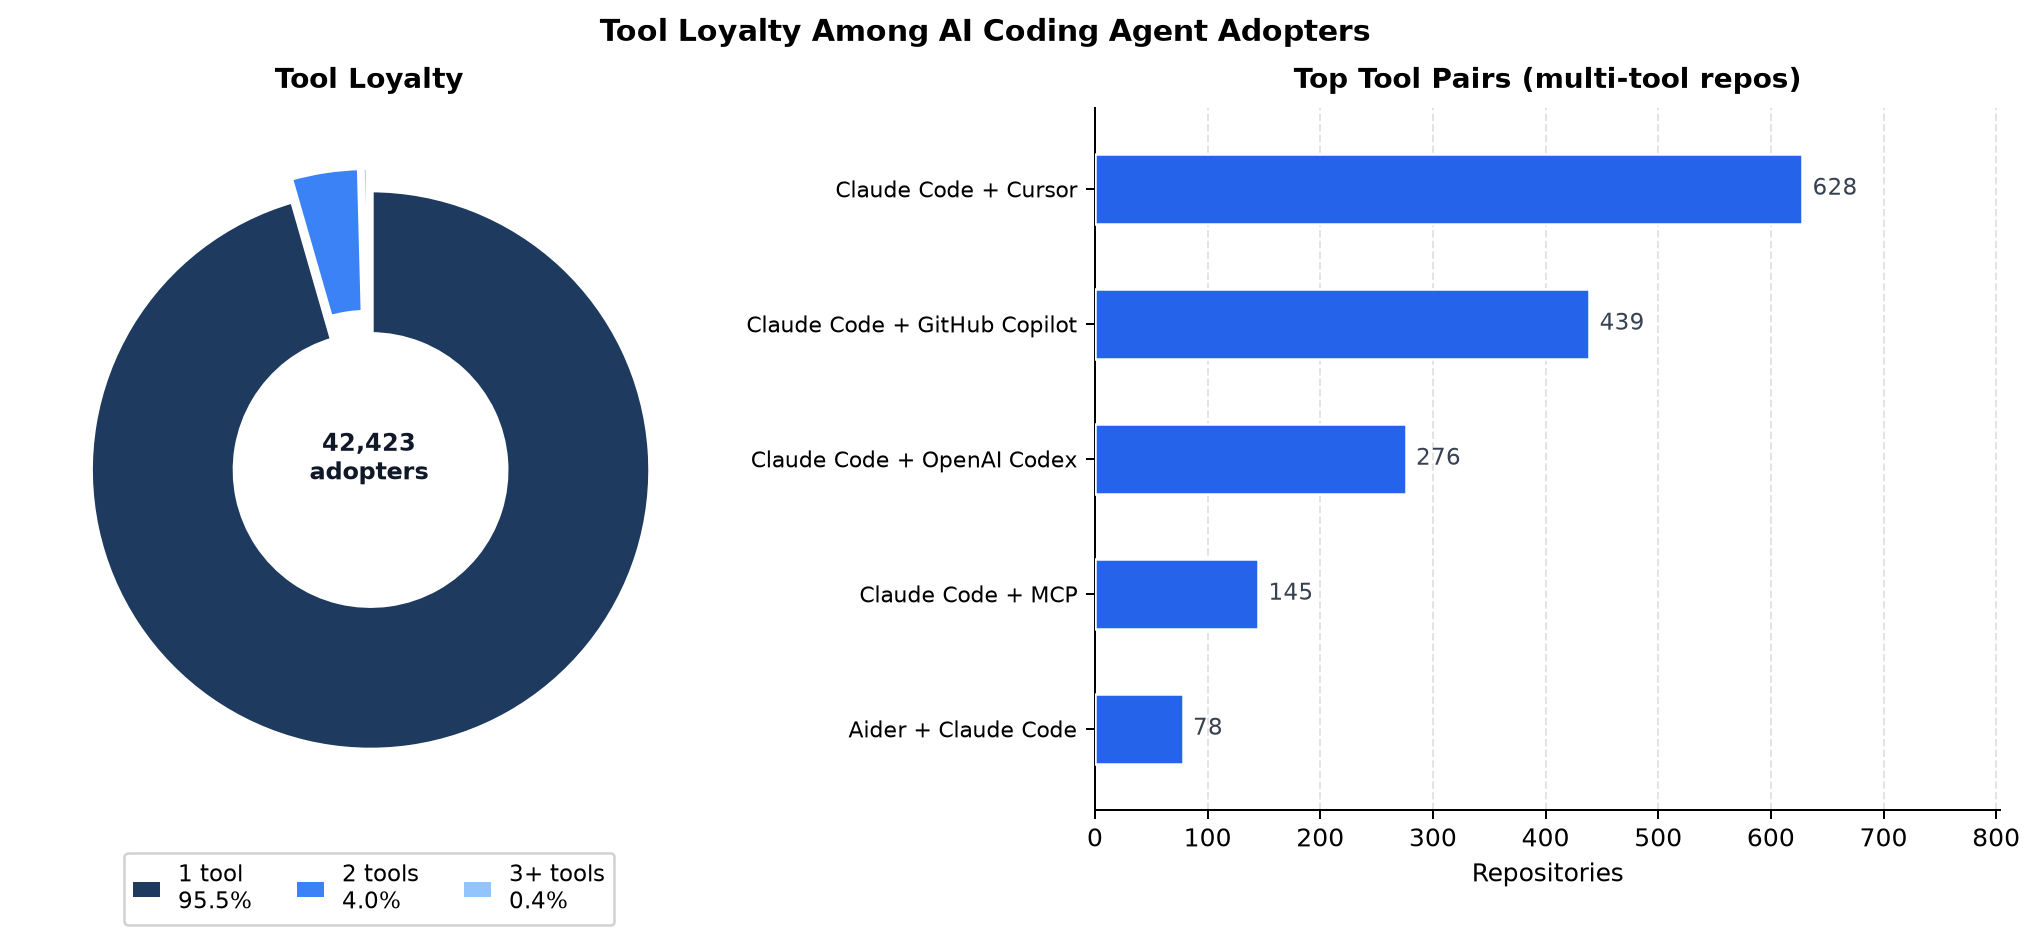 Tool Loyalty Among AI Coding Agent Adopters
Tool Loyalty
42,423
adopters
1 tool
95.5%
2 tools
4.0%
3+ tools
0.4%
Top Tool Pairs (multi-tool repos)
Claude Code + Cursor
628
Claude Code + GitHub Copilot
439
Claude Code + OpenAI Codex
276
Claude Code + MCP
145
Aider + Claude Code
78
0 100 200 300 400 500 600 700 800
Repositories